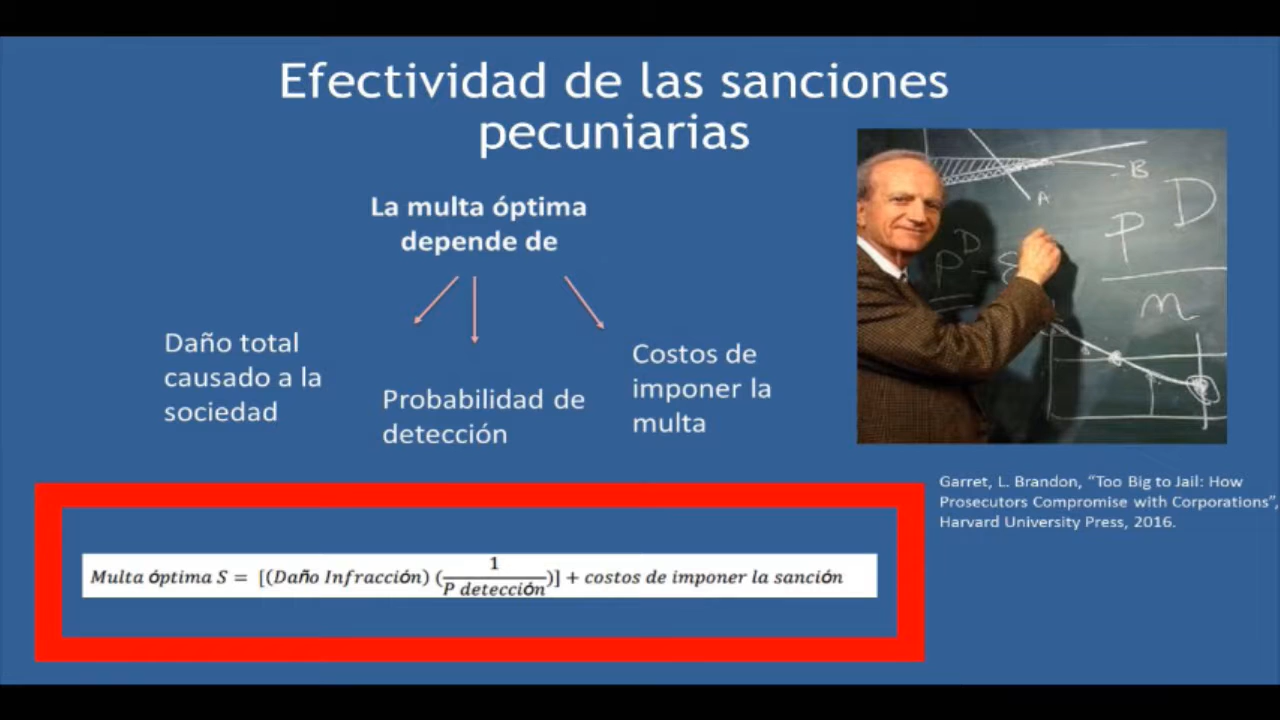 Efectividad de las sanciones
pecuniarias
La multa óptima
depende de
Daño total
causado a la
sociedad
Probabilidad de
detección
Costos de
imponer la
multa
B
A
P D
P D - 
m
Garret, L. Brandon, “Too Big to Jail: How
Prosecutors Compromise with Corporations”,
Harvard University Press, 2016.
Multa óptima S = [(Daño Infracción) (1/P detección)] + costos de imponer la sanción